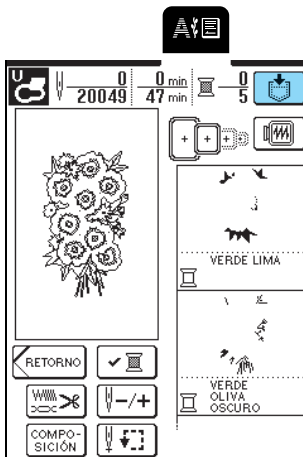 A
U
0
20049
0 min
47 min
0
5
VERDE LIMA
RETORNO
VERDE
OLIVA
OSCURO
-/+
COMPO-
SICIÓN